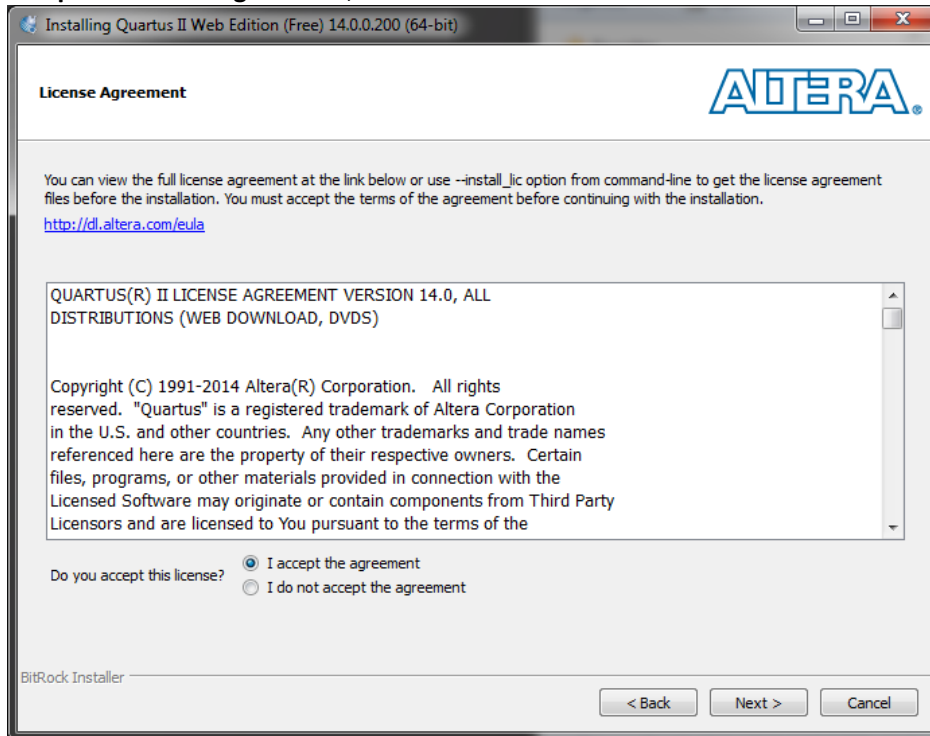 Installing Quartus II Web Edition (Free) 14.0.0.200 (64-bit)
License Agreement
ALTERA®
You can view the full license agreement at the link below or use --install_lic option from command-line to get the license agreement
files before the installation. You must accept the terms of the agreement before continuing with the installation.
http://dl.altera.com/eula
QUARTUS(R) II LICENSE AGREEMENT VERSION 14.0, ALL
DISTRIBUTIONS (WEB DOWNLOAD, DVDS)
Copyright (C) 1991-2014 Altera(R) Corporation.   All rights
reserved.  "Quartus" is a registered trademark of Altera Corporation
in the U.S. and other countries.  Any other trademarks and trade names
referenced here are the property of their respective owners.  Certain
files, programs, or other materials provided in connection with the
Licensed Software may originate or contain components from Third Party
Licensors and are licensed to You pursuant to the terms of the
Do you accept this license?
I accept the agreement
I do not accept the agreement
BitRock Installer
< Back Next > Cancel